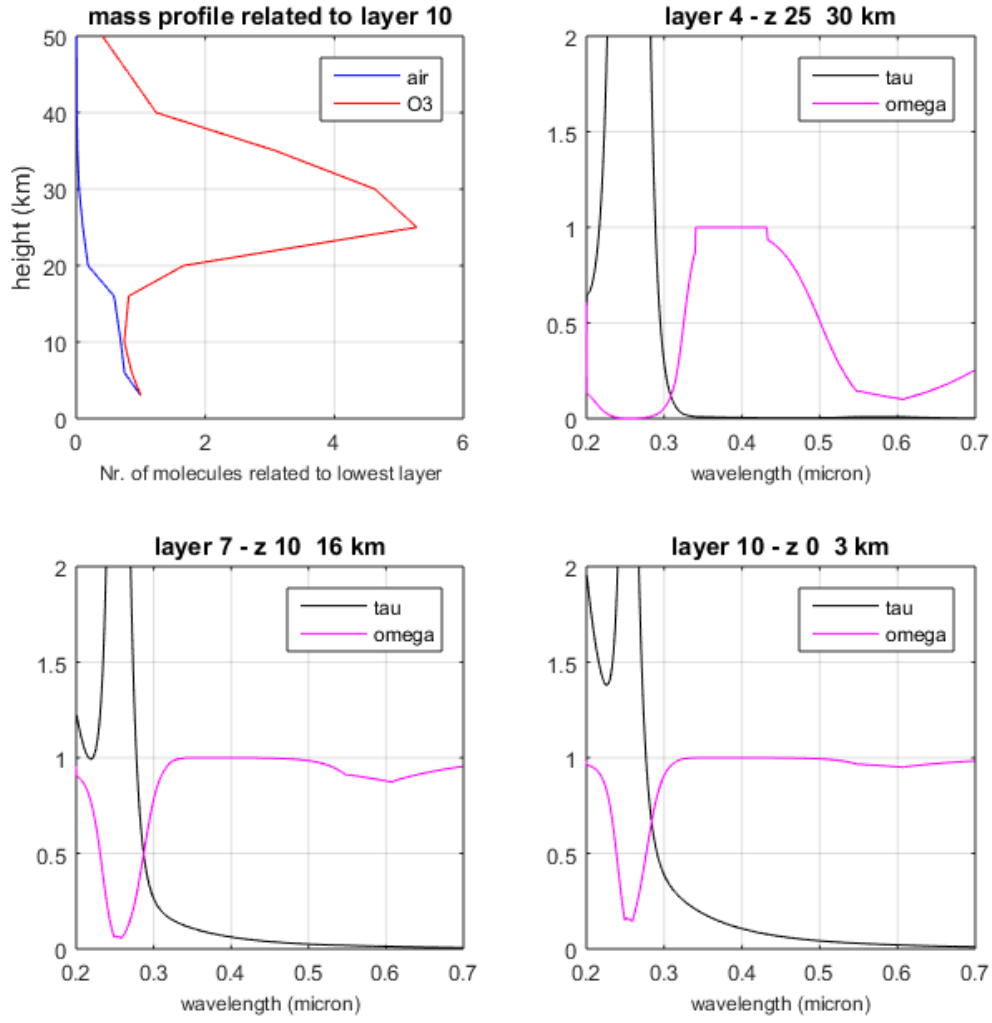 mass profile related to layer 10
50
40
30
20
10
0
height (km)
0 2 4 6
Nr. of molecules related to lowest layer
air
O3
layer 4 - z 25 30 km
2
1.5
1
0.5
0
0.2 0.3 0.4 0.5 0.6 0.7
wavelength (micron)
tau
omega
layer 7 - z 10 16 km
2
1.5
1
0.5
0
0.2 0.3 0.4 0.5 0.6 0.7
wavelength (micron)
tau
omega
layer 10 - z 0 3 km
2
1.5
1
0.5
0
0.2 0.3 0.4 0.5 0.6 0.7
wavelength (micron)
tau
omega